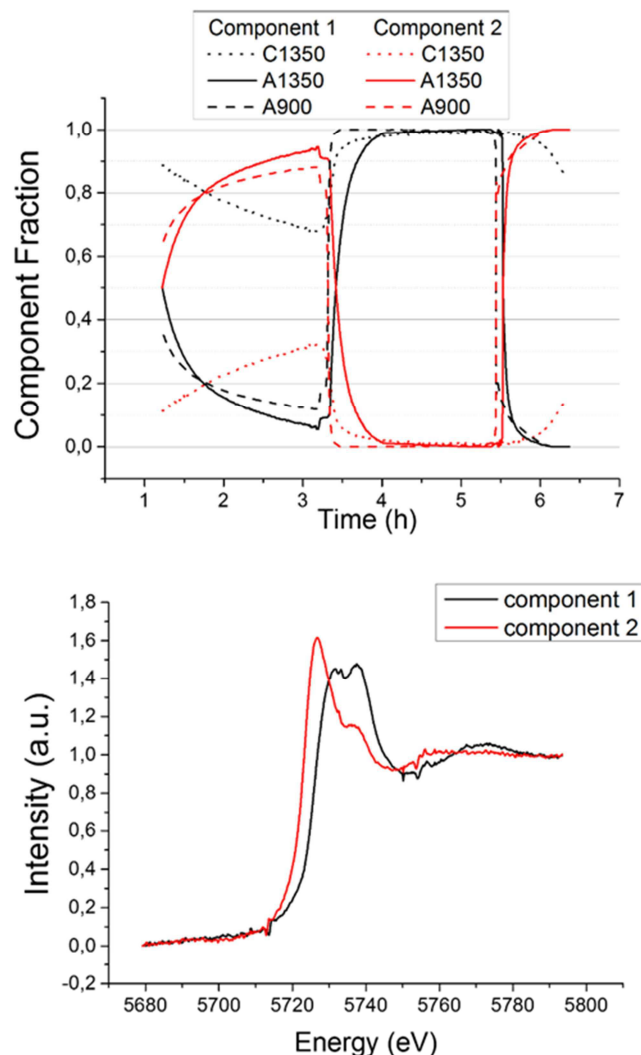 Component 1 Component 2
C1350 C1350
A1350 A1350
A900 A900
1,0
0,8
0,6
0,4
0,2
0,0
Component Fraction
1 2 3 4 5 6 7
Time (h)
component 1
component 2
1,8
1,6
1,4
1,2
1,0
0,8
0,6
0,4
0,2
0,0
-0,2
Intensity (a.u.)
5680 5700 5720 5740 5760 5780 5800
Energy (eV)